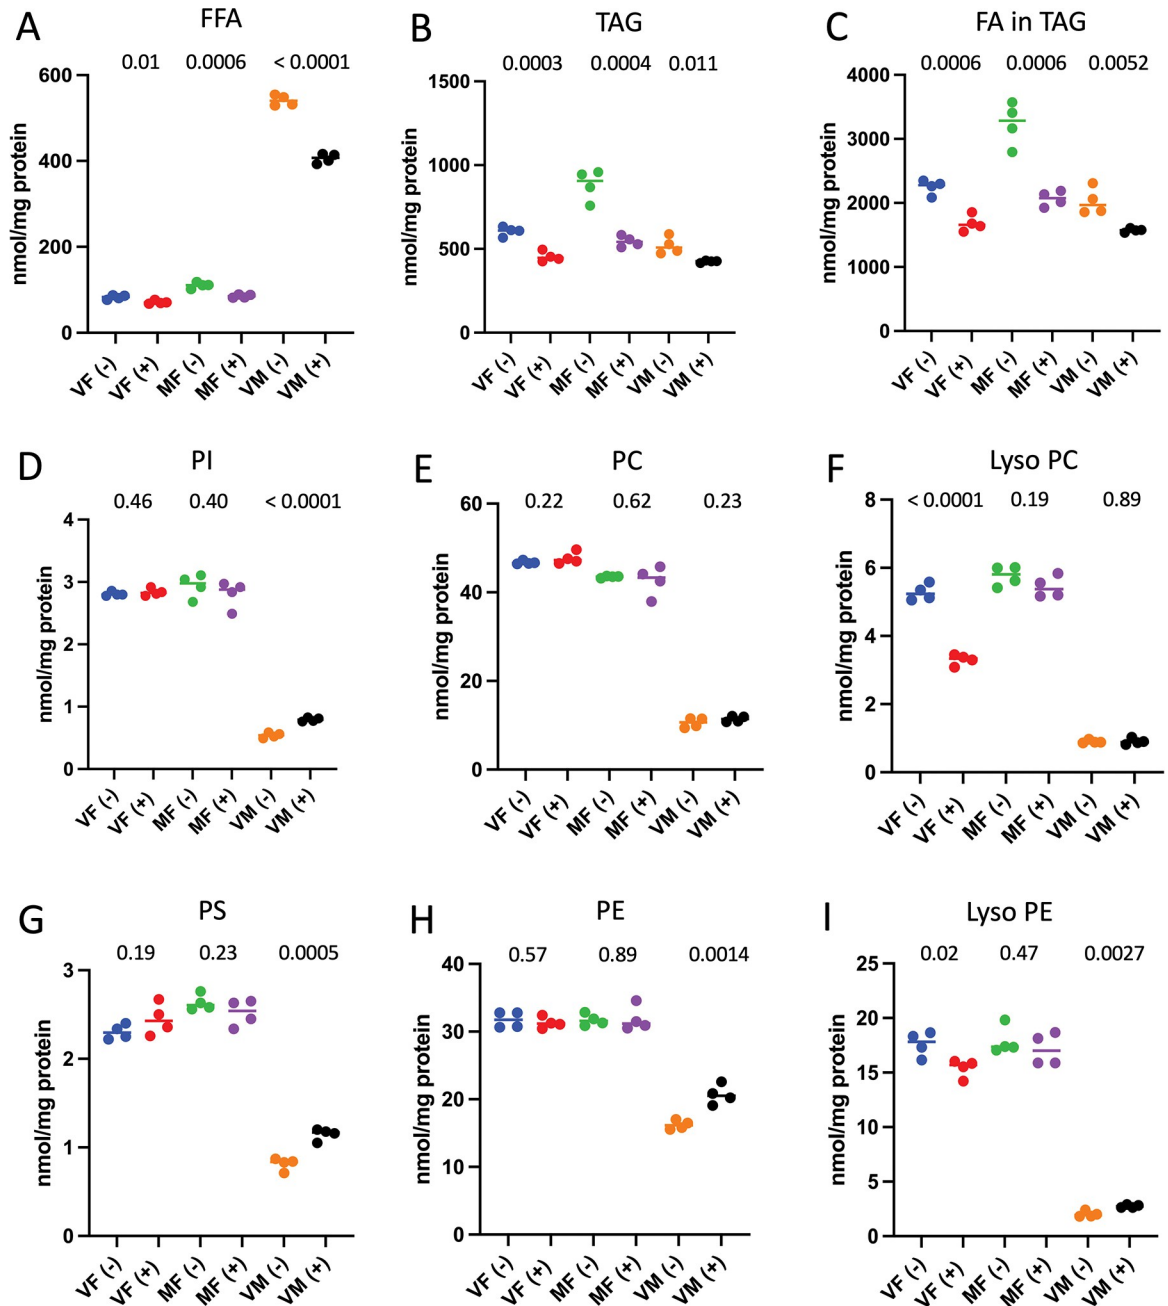 A
FFA
0.01 0.0006 < 0.0001
nmol/mg protein
600
400
200
0
VF (-) VF (+) MF (-) MF (+) VM (-) VM (+)
B
TAG
0.0003 0.0004 0.011
nmol/mg protein
1500
1000
500
0
VF (-) VF (+) MF (-) MF (+) VM (-) VM (+)
C
FA in TAG
0.0006 0.0006 0.0052
nmol/mg protein
4000
3000
2000
1000
0
VF (-) VF (+) MF (-) MF (+) VM (-) VM (+)
D
PI
0.46 0.40 < 0.0001
nmol/mg protein
4
3
2
1
0
VF (-) VF (+) MF (-) MF (+) VM (-) VM (+)
E
PC
0.22 0.62 0.23
nmol/mg protein
60
40
20
0
VF (-) VF (+) MF (-) MF (+) VM (-) VM (+)
F
Lyso PC
< 0.0001 0.19 0.89
nmol/mg protein
8
6
4
2
0
VF (-) VF (+) MF (-) MF (+) VM (-) VM (+)
G
PS
0.19 0.23 0.0005
nmol/mg protein
3
2
1
0
VF (-) VF (+) MF (-) MF (+) VM (-) VM (+)
H
PE
0.57 0.89 0.0014
nmol/mg protein
40
30
20
10
0
VF (-) VF (+) MF (-) MF (+) VM (-) VM (+)
I
Lyso PE
0.02 0.47 0.0027
nmol/mg protein
25
20
15
10
5
0
VF (-) VF (+) MF (-) MF (+) VM (-) VM (+)